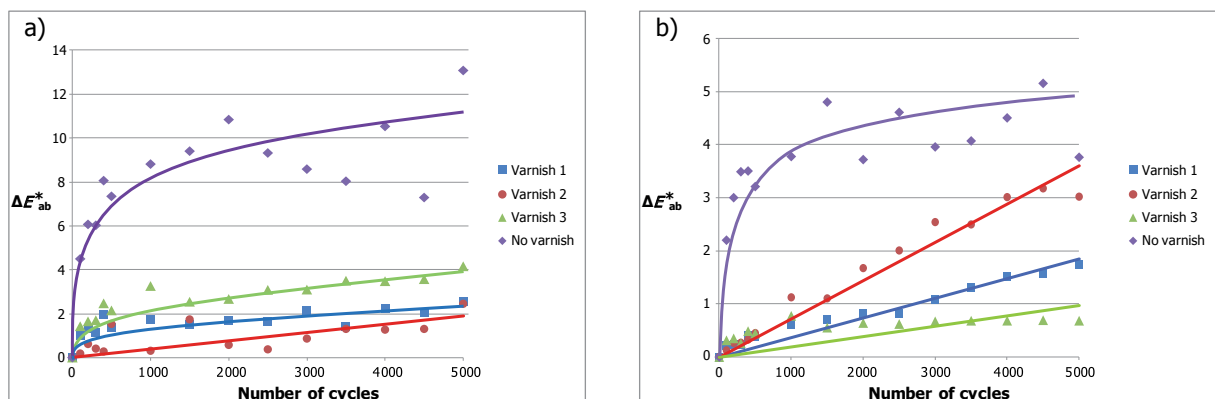 a)
14
12
10
8
6
4
2
0
ΔE*ab
0 1000 2000 3000 4000 5000
Number of cycles
Varnish 1
Varnish 2
Varnish 3
No varnish
b)
6
5
4
3
2
1
0
ΔE*ab
0 1000 2000 3000 4000 5000
Number of cycles
Varnish 1
Varnish 2
Varnish 3
No varnish